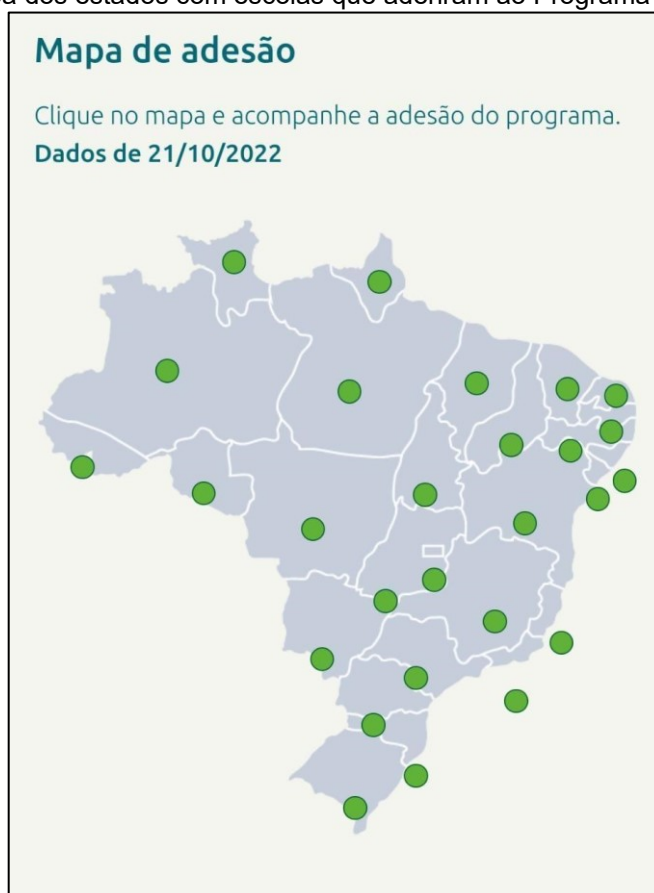 dos estados com escolas que aderiram ao Programa
Mapa de adesão
Clique no mapa e acompanhe a adesão do programa.
Dados de 21/10/2022